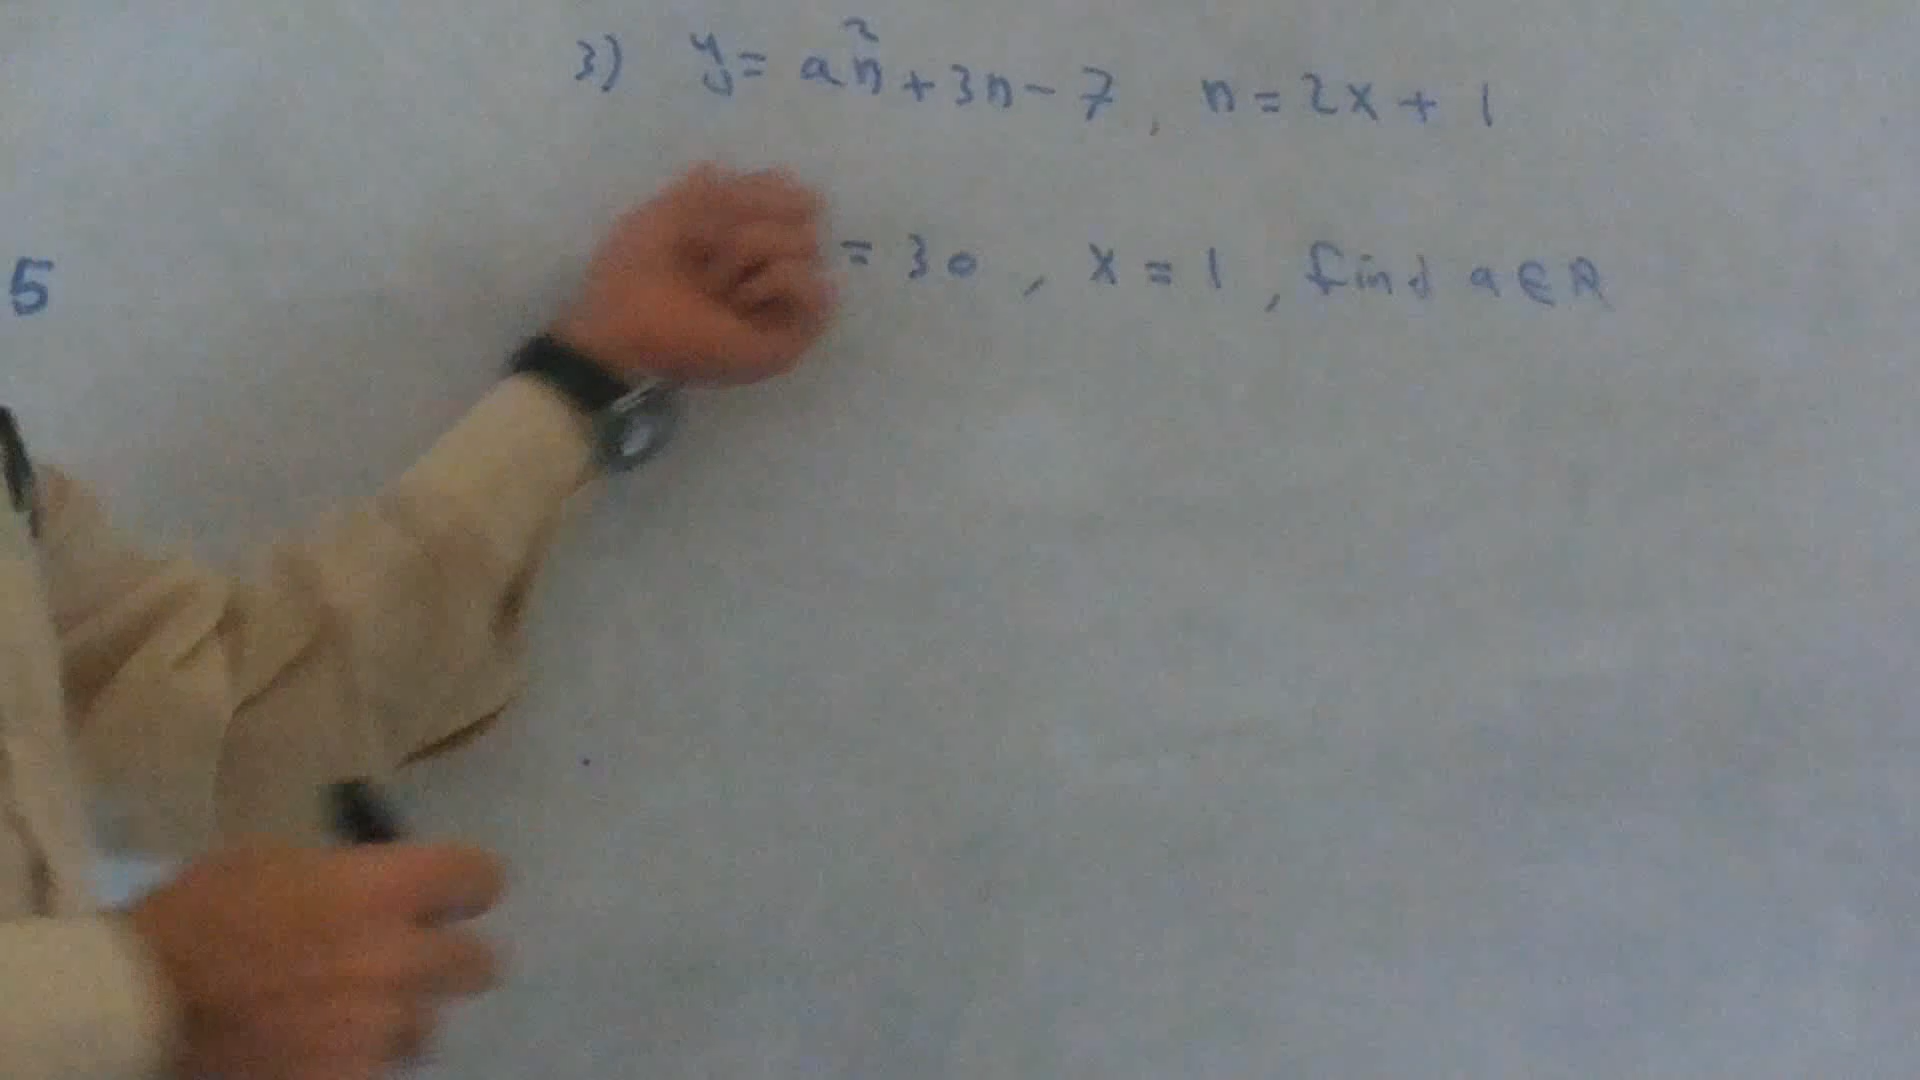 3) y = an² + 3n - 7, n = 2x + 1
= 30, x = 1, find a ∈ R
5